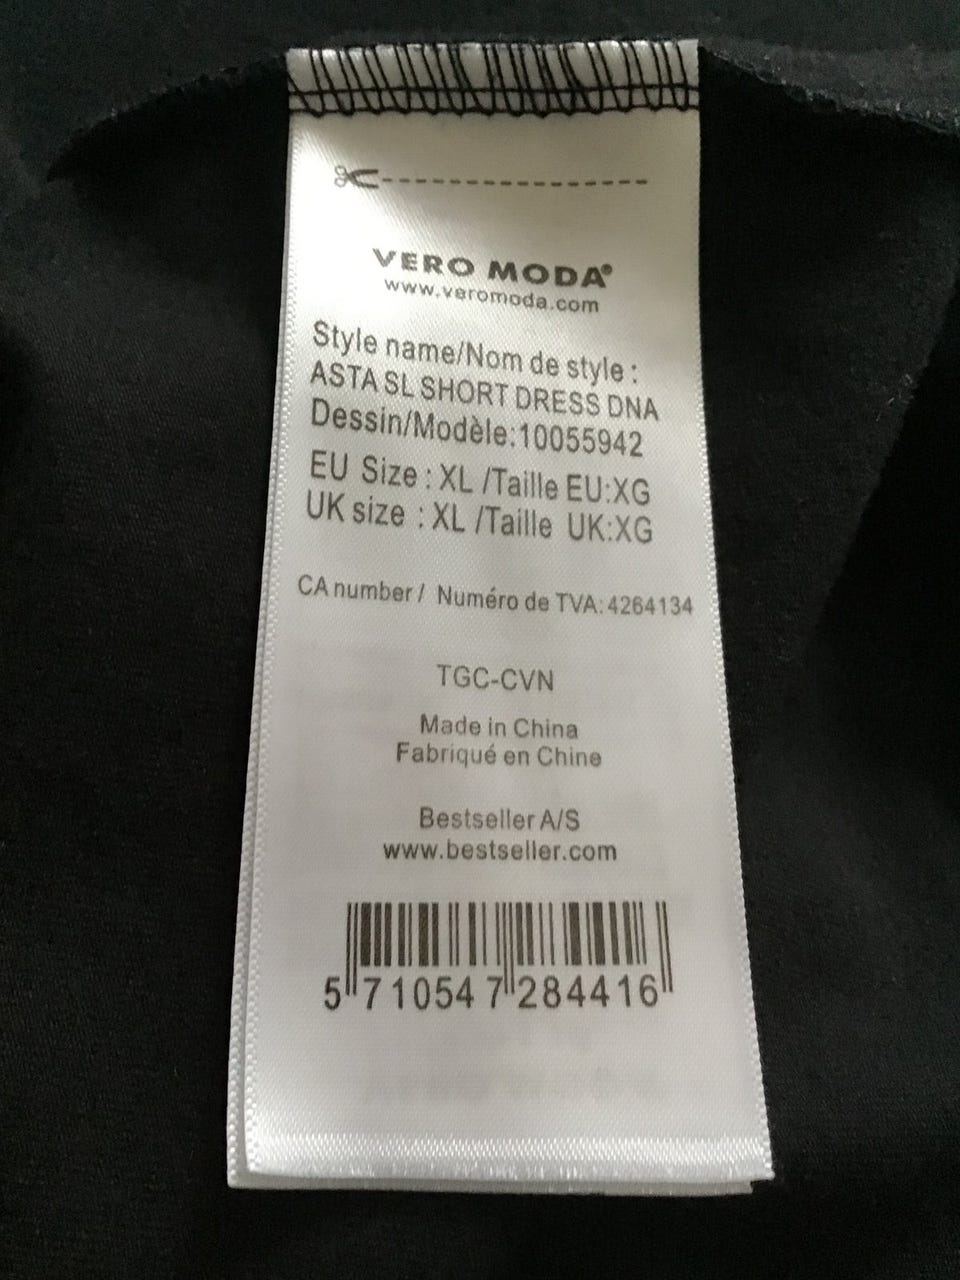 VERO MODA®
www.veromoda.com
Style name/Nom de style :
ASTA SL SHORT DRESS DNA
Dessin/Modèle:10055942
EU Size : XL /Taille EU:XG
UK size : XL /Taille UK:XG
CA number / Numéro de TVA:4264134
TGC-CVN
Made in China
Fabriqué en Chine
Bestseller A/S
www.bestseller.com
5 710547 284416